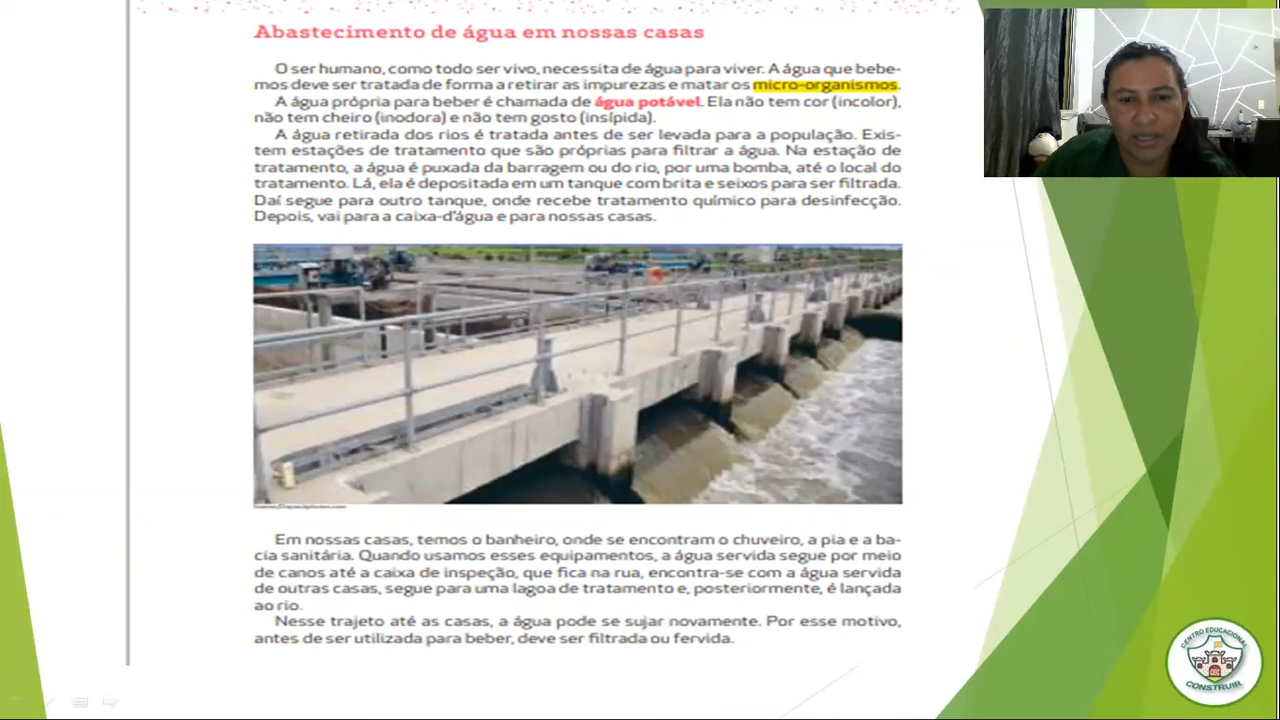 Abastecimento de água em nossas casas
O ser humano, como todo ser vivo, necessita de água para viver. A água que bebe-
mos deve ser tratada de forma a retirar as impurezas e matar os micro-organismos.
A água própria para beber é chamada de água potável. Ela não tem cor (incolor),
não tem cheiro (inodora) e não tem gosto (insípida).
A água retirada dos rios é tratada antes de ser levada para a população. Exis-
tem estações de tratamento que são próprias para filtrar a água. Na estação de
tratamento, a água é puxada da barragem ou do rio, por uma bomba, até o local do
tratamento. Lá, ela é depositada em um tanque com brita e seixos para ser filtrada.
Daí segue para outro tanque, onde recebe tratamento químico para desinfecção.
Depois, vai para a caixa-d'água e para nossas casas.
Em nossas casas, temos o banheiro, onde se encontram o chuveiro, a pia e a ba-
cia sanitária. Quando usamos esses equipamentos, a água servida segue por meio
de canos até a caixa de inspeção, que fica na rua, encontra-se com a água servida
de outras casas, segue para uma lagoa de tratamento e, posteriormente, é lançada
ao rio.
Nesse trajeto até as casas, a água pode se sujar novamente. Por esse motivo,
antes de ser utilizada para beber, deve ser filtrada ou fervida.
CENTRO EDUCACIONAL
CEC
CONSTRUIR